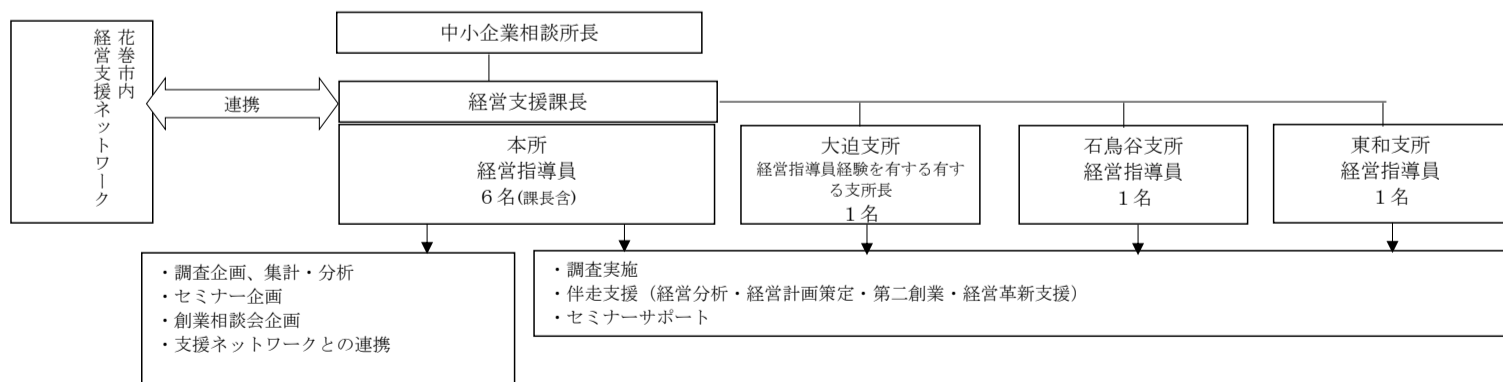 花巻市内
経営支援ネットワーク
中小企業相談所長
連携
経営支援課長
本所
経営指導員
６名(課長含)
大迫支所
経営指導員経験を有する有す
る支所長
１名
石鳥谷支所
経営指導員
１名
東和支所
経営指導員
１名
・調査企画、集計・分析
・セミナー企画
・創業相談会企画
・支援ネットワークとの連携
・調査実施
・伴走支援（経営分析・経営計画策定・第二創業・経営革新支援）
・セミナーサポート